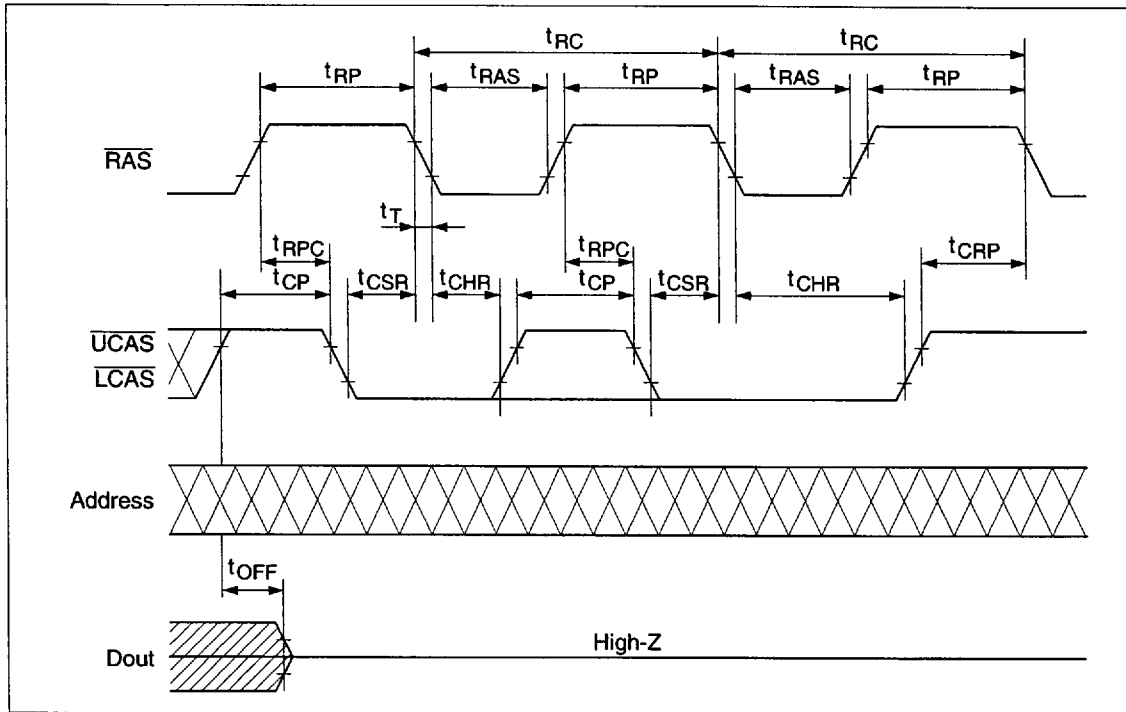 tRC tRC
tRP tRAS tRP tRAS tRP
RAS
tT
tRPC tRPC tCRP
tCP tCSR tCHR tCP tCSR tCHR
UCAS
LCAS
Address
tOFF
High-Z
Dout